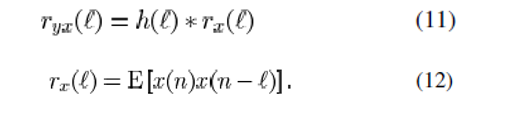 r_{yx}(ℓ) = h(ℓ) * r_x(ℓ) (11)
r_x(ℓ) = E[x(n)x(n − ℓ)]. (12)